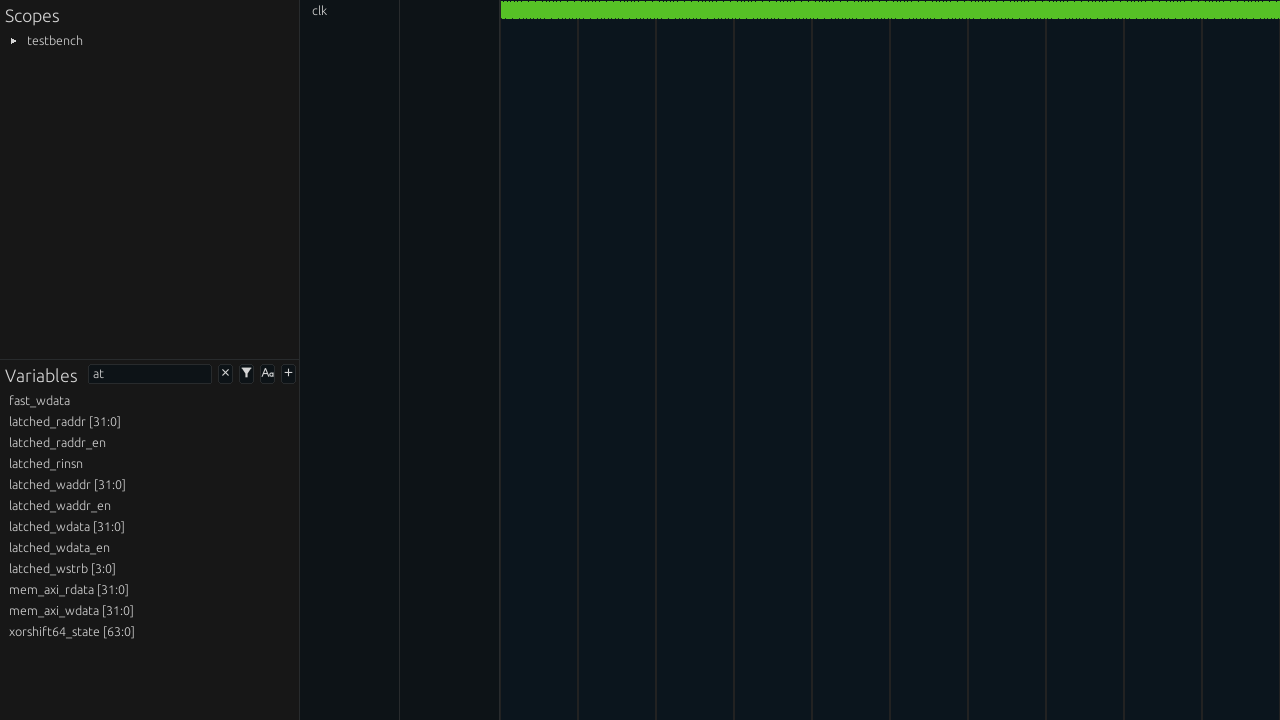 Scopes
testbench
clk
Variables at × Aa +
fast_wdata
latched_raddr [31:0]
latched_raddr_en
latched_rinsn
latched_waddr [31:0]
latched_waddr_en
latched_wdata [31:0]
latched_wdata_en
latched_wstrb [3:0]
mem_axi_rdata [31:0]
mem_axi_wdata [31:0]
xorshift64_state [63:0]